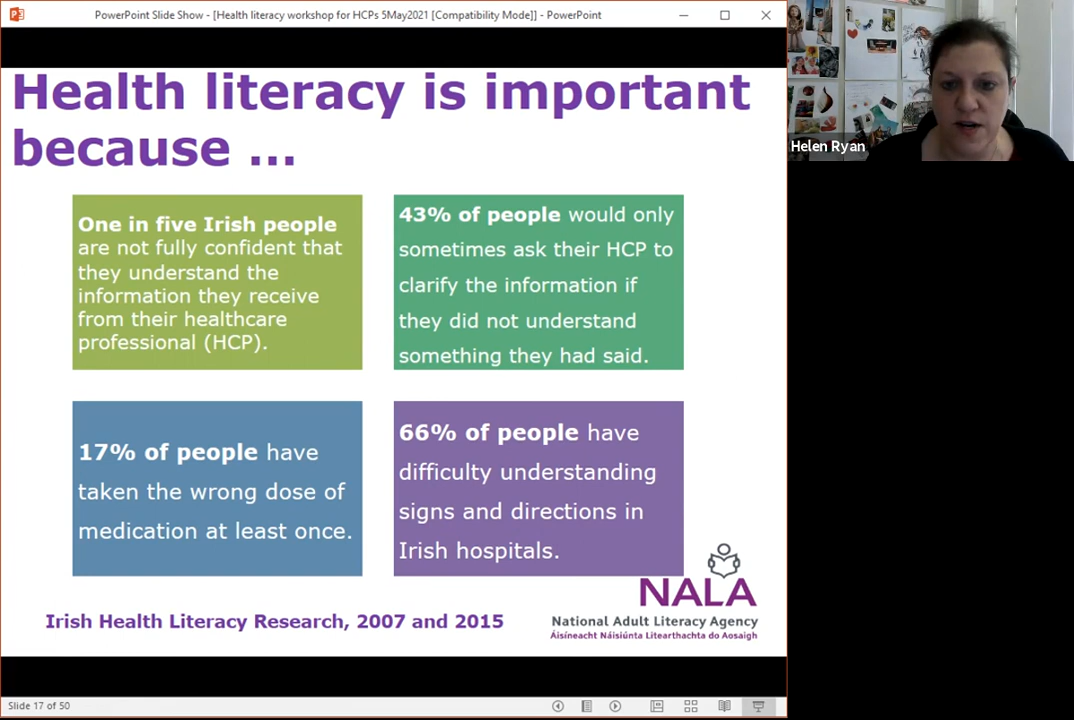 PowerPoint Slide Show - [Health literacy workshop for HCPs 5May2021 [Compatibility Mode]] - PowerPoint
Health literacy is important
because ...
One in five Irish people
are not fully confident that
they understand the
information they receive
from their healthcare
professional (HCP).
43% of people would only
sometimes ask their HCP to
clarify the information if
they did not understand
something they had said.
17% of people have
taken the wrong dose of
medication at least once.
66% of people have
difficulty understanding
signs and directions in
Irish hospitals.
Irish Health Literacy Research, 2007 and 2015
NALA
National Adult Literacy Agency
Áisíneacht Náisiúnta Litearthachta do Aosaigh
Slide 17 of 50
Helen Ryan